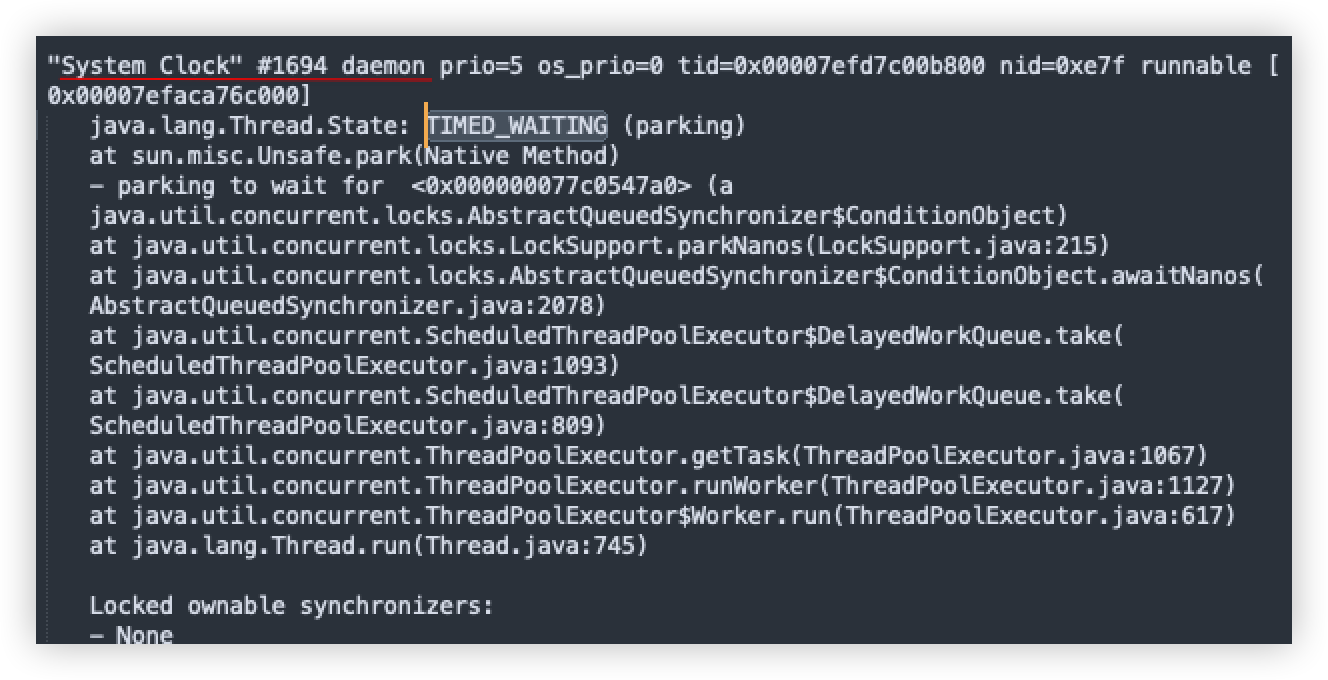 "System Clock" #1694 daemon prio=5 os_prio=0 tid=0x00007efd7c00b800 nid=0xe7f runnable [
0x00007efaca76c000]
java.lang.Thread.State: TIMED_WAITING (parking)
at sun.misc.Unsafe.park(Native Method)
– parking to wait for  <0x000000077c0547a0> (a
java.util.concurrent.locks.AbstractQueuedSynchronizer$ConditionObject)
at java.util.concurrent.locks.LockSupport.parkNanos(LockSupport.java:215)
at java.util.concurrent.locks.AbstractQueuedSynchronizer$ConditionObject.awaitNanos(
AbstractQueuedSynchronizer.java:2078)
at java.util.concurrent.ScheduledThreadPoolExecutor$DelayedWorkQueue.take(
ScheduledThreadPoolExecutor.java:1093)
at java.util.concurrent.ScheduledThreadPoolExecutor$DelayedWorkQueue.take(
ScheduledThreadPoolExecutor.java:809)
at java.util.concurrent.ThreadPoolExecutor.getTask(ThreadPoolExecutor.java:1067)
at java.util.concurrent.ThreadPoolExecutor.runWorker(ThreadPoolExecutor.java:1127)
at java.util.concurrent.ThreadPoolExecutor$Worker.run(ThreadPoolExecutor.java:617)
at java.lang.Thread.run(Thread.java:745)
Locked ownable synchronizers:
– None